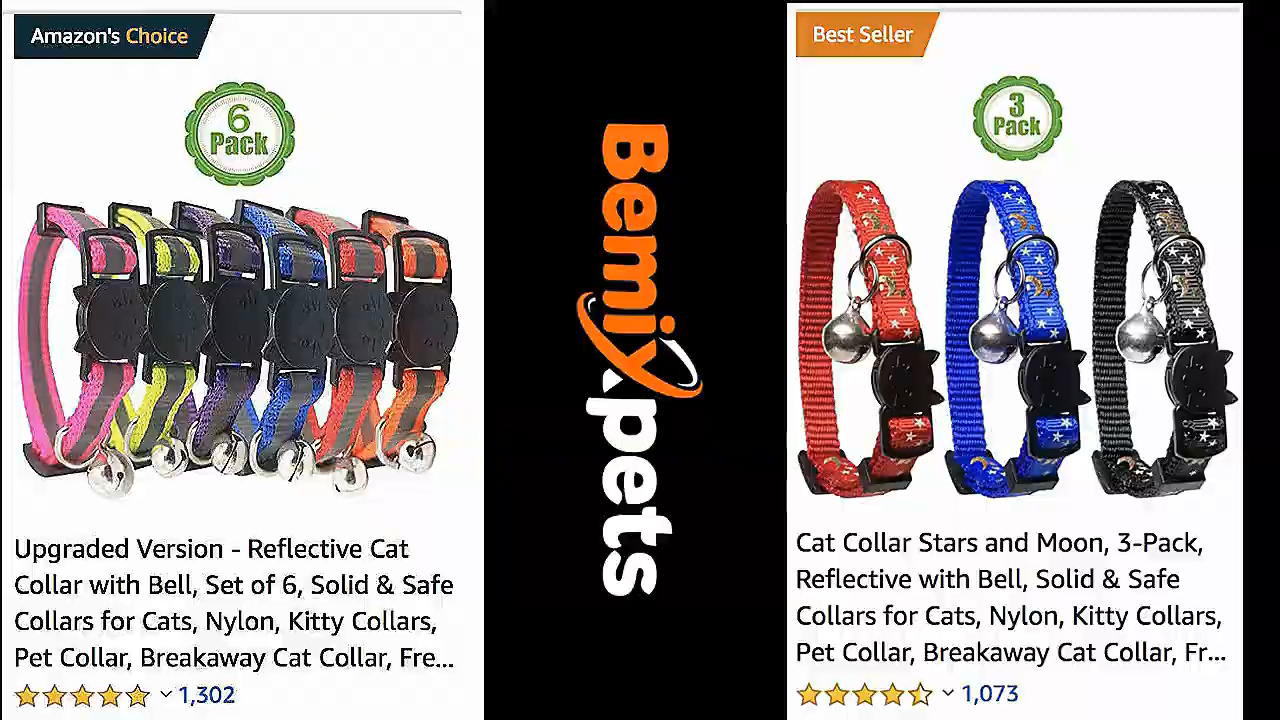 Amazon's Choice
6
Pack
Upgraded Version - Reflective Cat
Collar with Bell, Set of 6, Solid & Safe
Collars for Cats, Nylon, Kitty Collars,
Pet Collar, Breakaway Cat Collar, Fre...
1,302
Bemixpets
Best Seller
3
Pack
Cat Collar Stars and Moon, 3-Pack,
Reflective with Bell, Solid & Safe
Collars for Cats, Nylon, Kitty Collars,
Pet Collar, Breakaway Cat Collar, Fr...
1,073